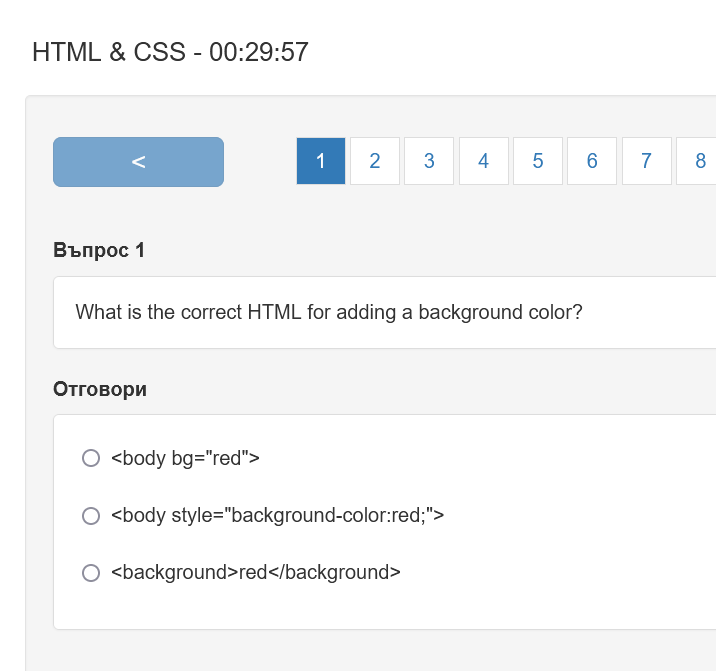 HTML & CSS - 00:29:57
< 1 2 3 4 5 6 7 8
Въпрос 1
What is the correct HTML for adding a background color?
Отговори
<body bg="red">
<body style="background-color:red;">
<background>red</background>